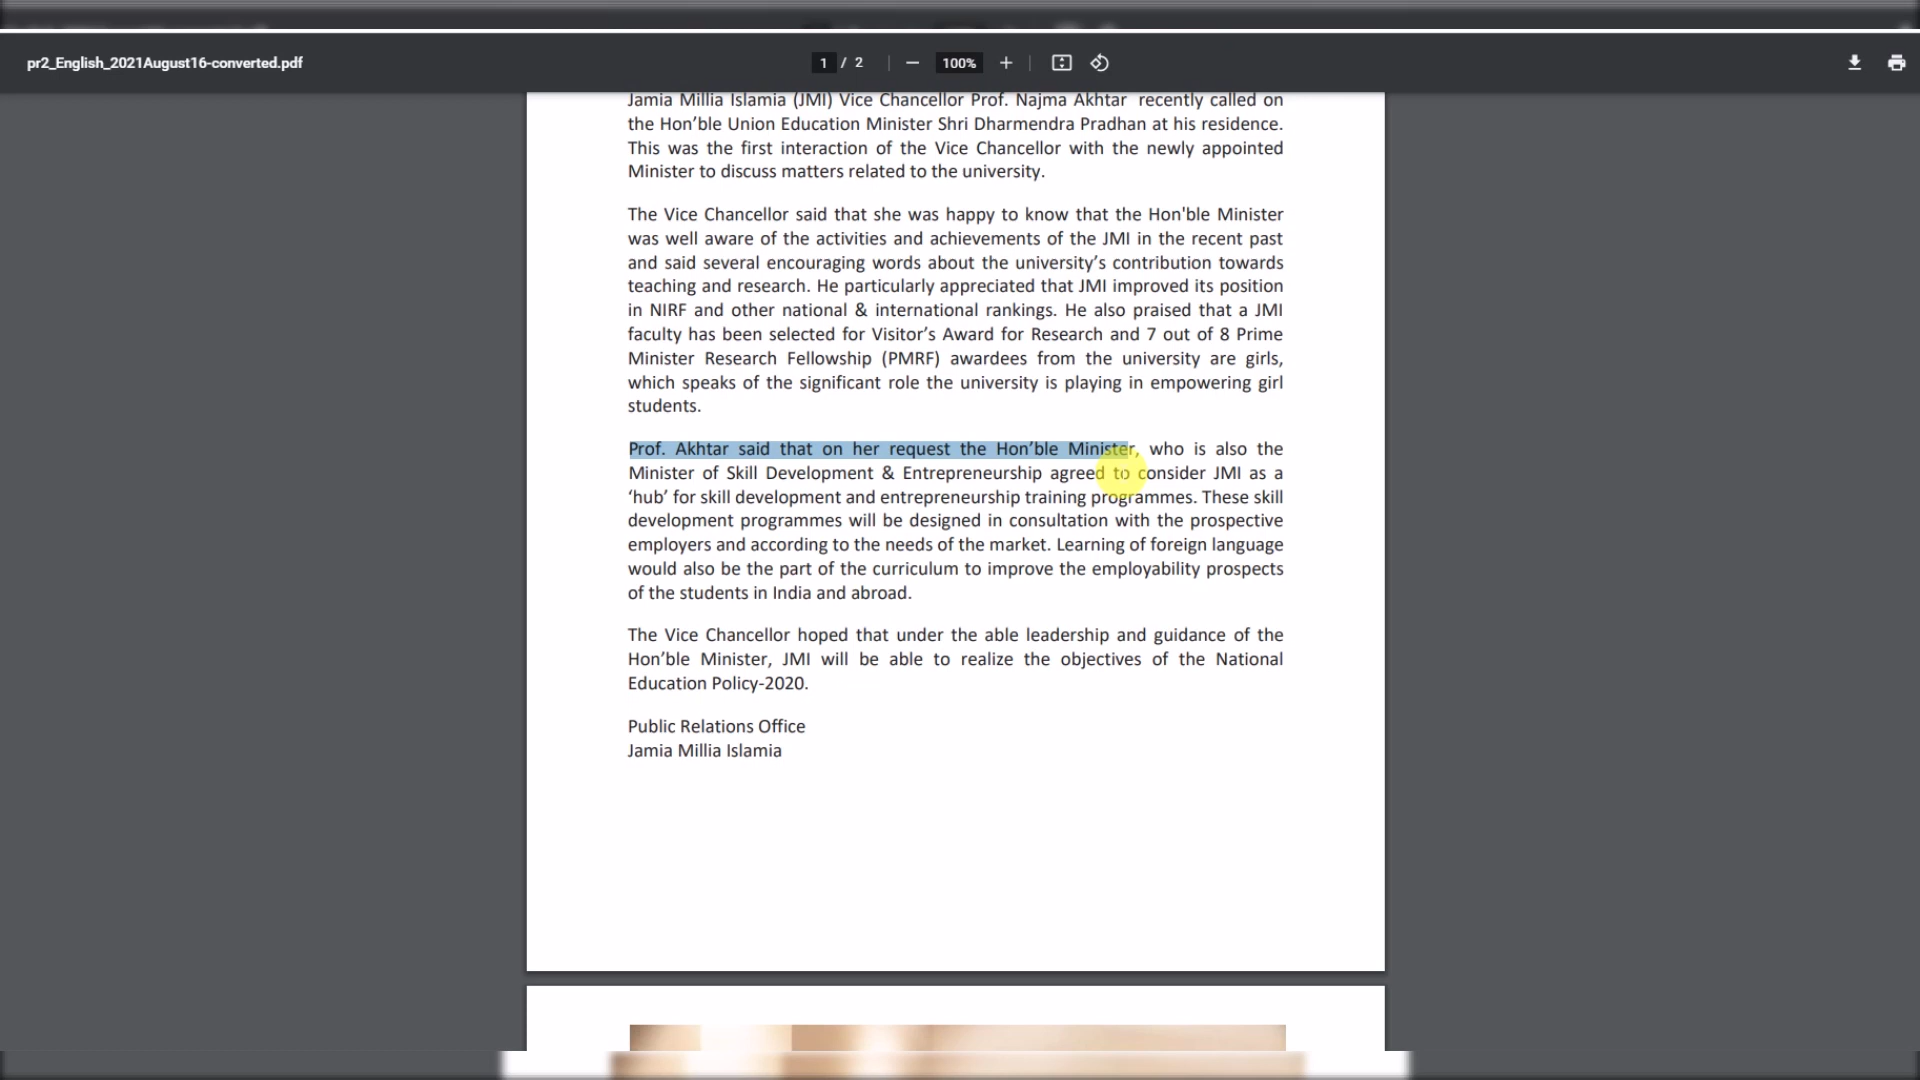 pr2_English_2021August16-converted.pdf
1 / 2
100%
Jamia Millia Islamia (JMI) Vice Chancellor Prof. Najma Akhtar recently called on
the Hon’ble Union Education Minister Shri Dharmendra Pradhan at his residence.
This was the first interaction of the Vice Chancellor with the newly appointed
Minister to discuss matters related to the university.
The Vice Chancellor said that she was happy to know that the Hon'ble Minister
was well aware of the activities and achievements of the JMI in the recent past
and said several encouraging words about the university’s contribution towards
teaching and research. He particularly appreciated that JMI improved its position
in NIRF and other national & international rankings. He also praised that a JMI
faculty has been selected for Visitor’s Award for Research and 7 out of 8 Prime
Minister Research Fellowship (PMRF) awardees from the university are girls,
which speaks of the significant role the university is playing in empowering girl
students.
Prof. Akhtar said that on her request the Hon’ble Minister, who is also the
Minister of Skill Development & Entrepreneurship agreed to consider JMI as a
‘hub’ for skill development and entrepreneurship training programmes. These skill
development programmes will be designed in consultation with the prospective
employers and according to the needs of the market. Learning of foreign language
would also be the part of the curriculum to improve the employability prospects
of the students in India and abroad.
The Vice Chancellor hoped that under the able leadership and guidance of the
Hon’ble Minister, JMI will be able to realize the objectives of the National
Education Policy-2020.
Public Relations Office
Jamia Millia Islamia